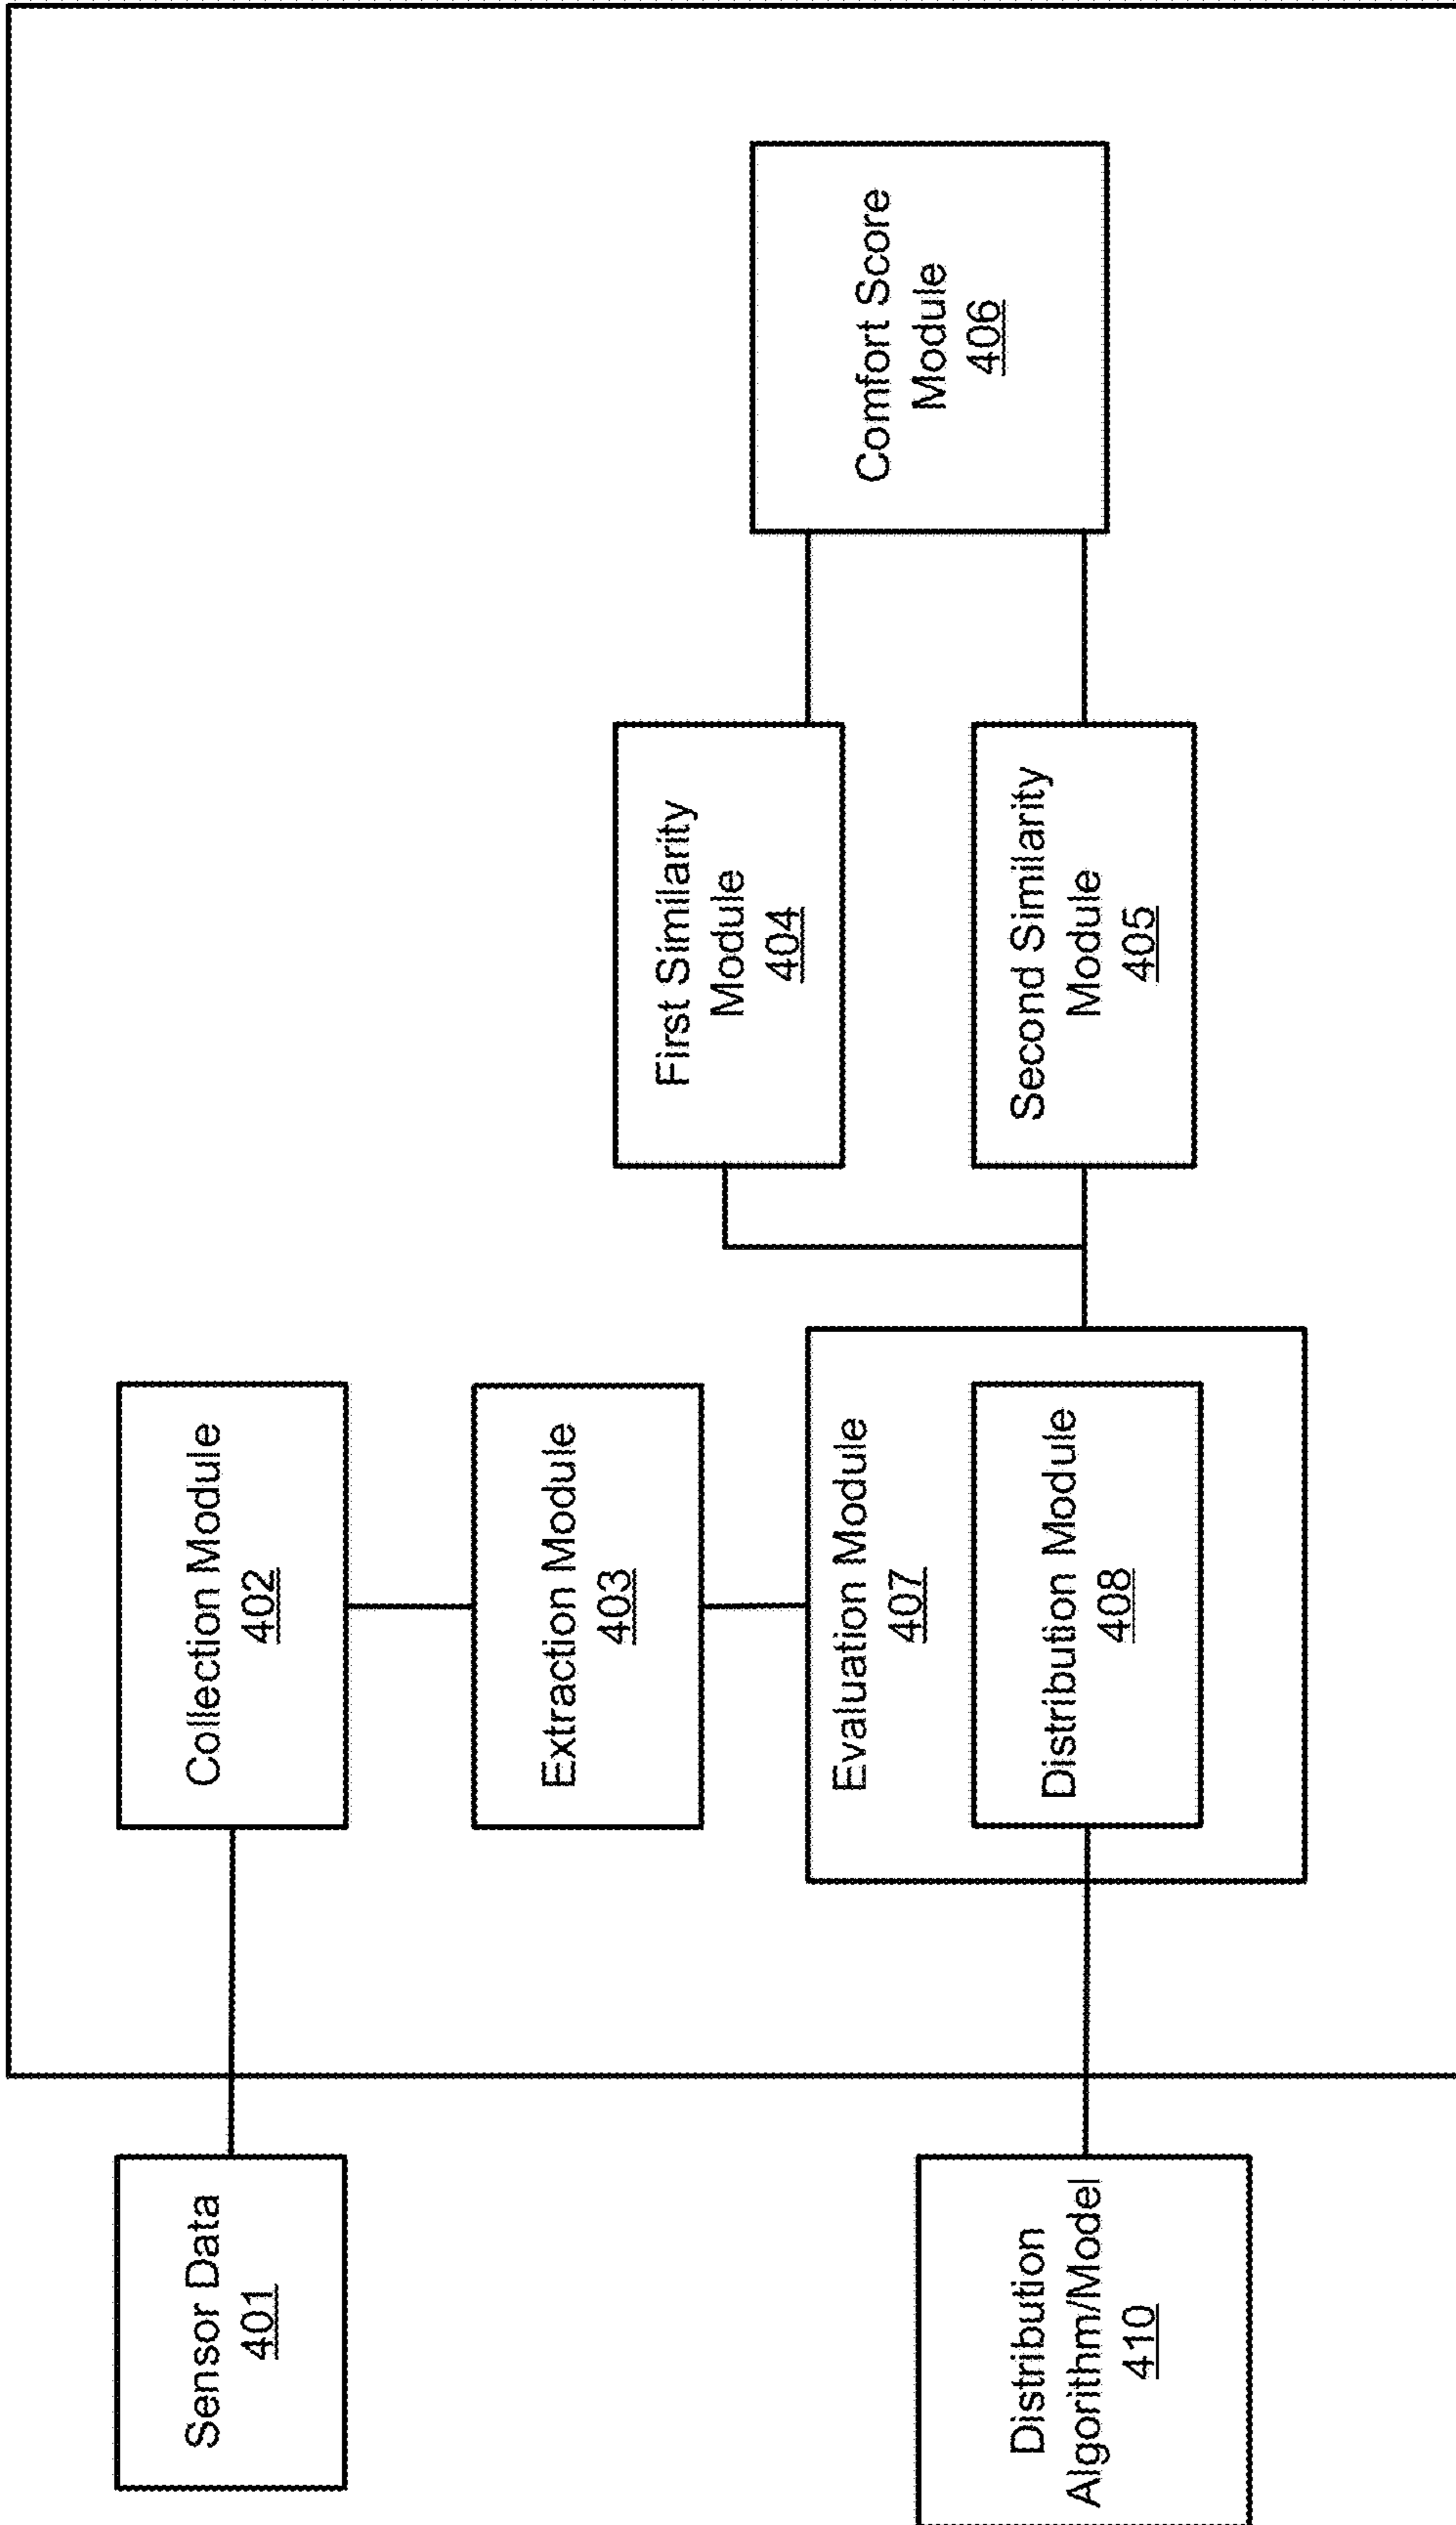 Sensor Data
401
Collection Module
402
Extraction Module
403
Evaluation Module
407
Distribution Module
408
Distribution
Algorithm/Model
410
First Similarity
Module
404
Second Similarity
Module
405
Comfort Score
Module
406